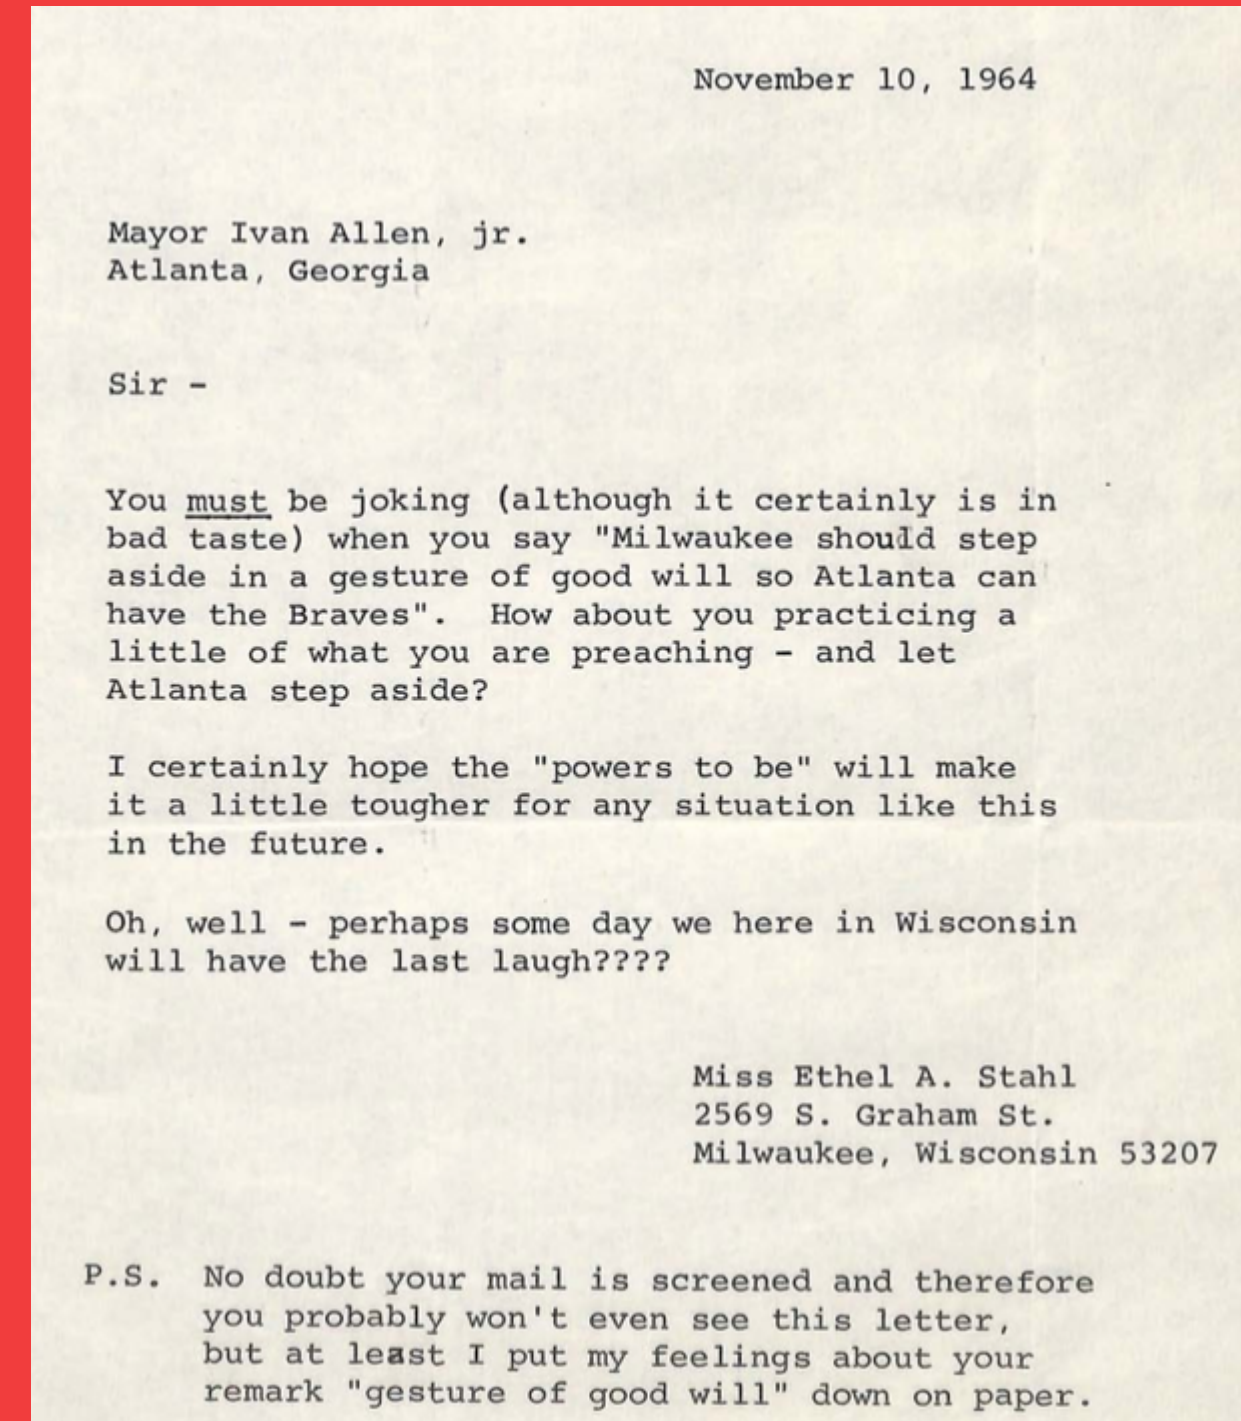 November 10, 1964
Mayor Ivan Allen, jr.
Atlanta, Georgia
Sir -
You must be joking (although it certainly is in
bad taste) when you say "Milwaukee should step
aside in a gesture of good will so Atlanta can
have the Braves". How about you practicing a
little of what you are preaching - and let
Atlanta step aside?
I certainly hope the "powers to be" will make
it a little tougher for any situation like this
in the future.
Oh, well - perhaps some day we here in Wisconsin
will have the last laugh????
Miss Ethel A. Stahl
2569 S. Graham St.
Milwaukee, Wisconsin 53207
P.S. No doubt your mail is screened and therefore
you probably won't even see this letter,
but at least I put my feelings about your
remark "gesture of good will" down on paper.